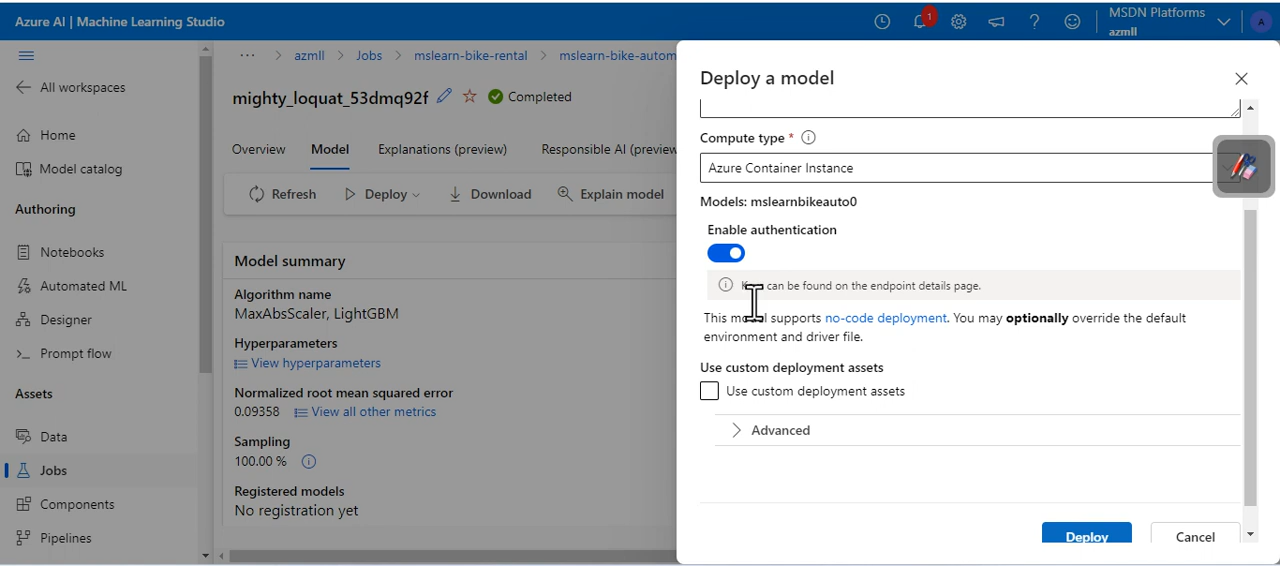 Azure AI | Machine Learning Studio
1
MSDN Platforms
azmll
A
All workspaces
Home
Model catalog
Authoring
Notebooks
Automated ML
Designer
Prompt flow
Assets
Data
Jobs
Components
Pipelines
... > azmll > Jobs > mslearn-bike-rental > mslearn-bike-autom
mighty_loquat_53dmq92f Completed
Overview Model Explanations (preview) Responsible AI (preview
Refresh Deploy Download Explain model
Model summary
Algorithm name
MaxAbsScaler, LightGBM
Hyperparameters
View hyperparameters
Normalized root mean squared error
0.09358 View all other metrics
Sampling
100.00 %
Registered models
No registration yet
Deploy a model
Compute type *
Azure Container Instance
Models: mslearnbikeauto0
Enable authentication
can be found on the endpoint details page.
This model supports no-code deployment. You may optionally override the default
environment and driver file.
Use custom deployment assets
Use custom deployment assets
Advanced
Deploy Cancel